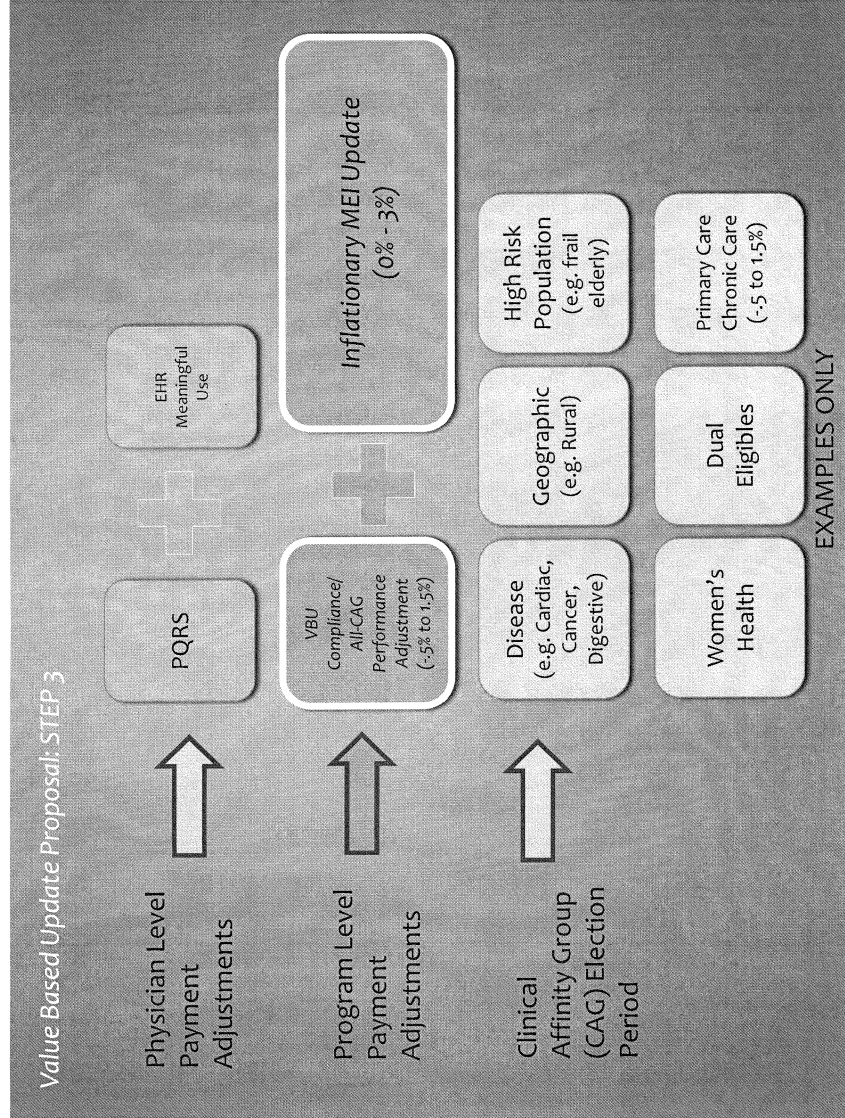 Value Based Update Proposal: STEP 3
Physician Level
Payment
Adjustments
PQRS
EHR
Meaningful
Use
Program Level
Payment
Adjustments
VBU
Compliance/
All-CAG
Performance
Adjustment
(-.5% to 1.5%)
Inflationary MEI Update
(0% - 3%)
Clinical
Affinity Group
(CAG) Election
Period
Disease
(e.g. Cardiac,
Cancer,
Digestive)
Geographic
(e.g. Rural)
High Risk
Population
(e.g. frail
elderly)
Women's
Health
Dual
Eligibles
Primary Care
Chronic Care
(-.5 to 1.5%)
EXAMPLES ONLY